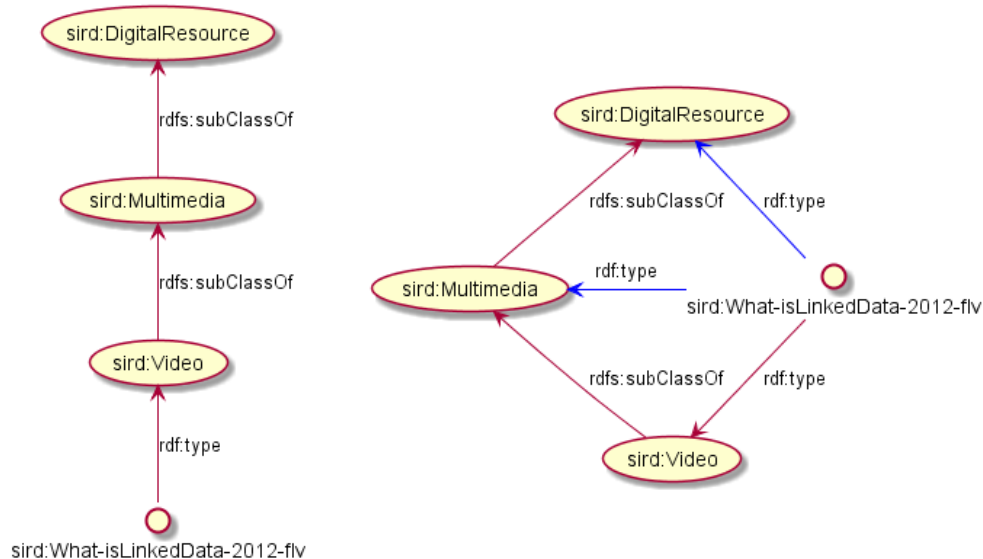 sird:DigitalResource
rdfs:subClassOf
sird:Multimedia
rdfs:subClassOf
sird:Video
rdf:type
sird:What-isLinkedData-2012-flv
sird:DigitalResource
rdfs:subClassOf
rdf:type
rdf:type
sird:Multimedia
sird:What-isLinkedData-2012-flv
rdfs:subClassOf
rdf:type
sird:Video